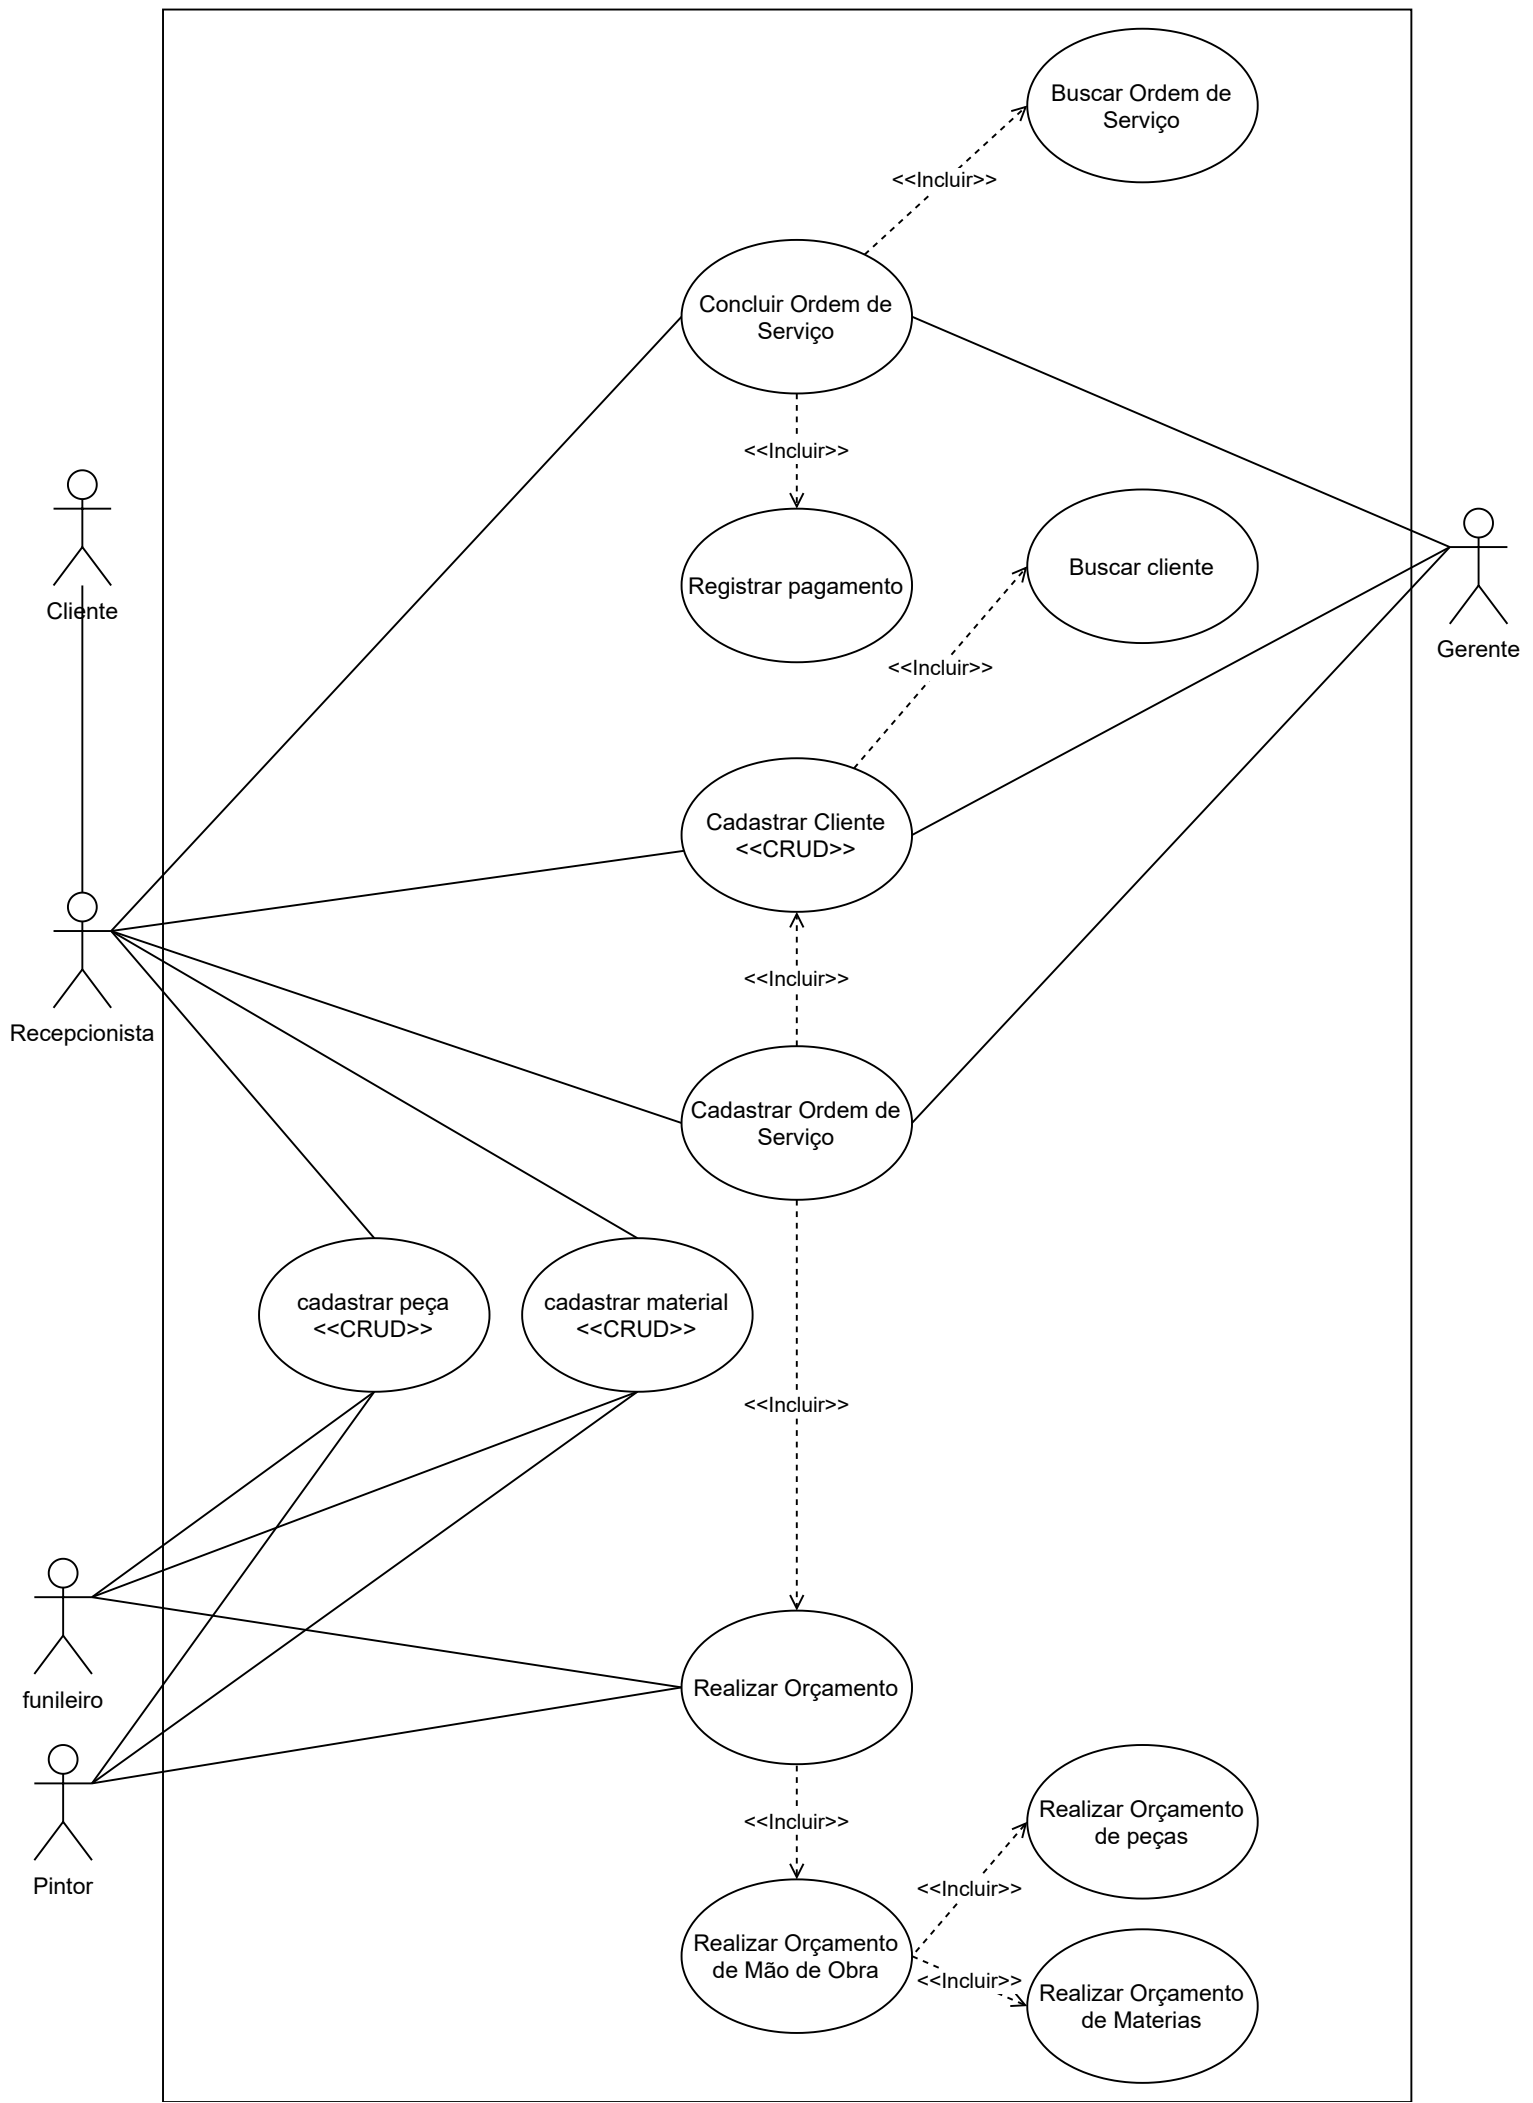 Buscar Ordem de
Serviço
<<Incluir>>
Concluir Ordem de
Serviço
<<Incluir>>
Registrar pagamento
Buscar cliente
Cliente
Gerente
<<Incluir>>
Cadastrar Cliente
<<CRUD>>
<<Incluir>>
Recepcionista
Cadastrar Ordem de
Serviço
cadastrar peça
<<CRUD>>
cadastrar material
<<CRUD>>
<<Incluir>>
funileiro
Realizar Orçamento
<<Incluir>>
Pintor
Realizar Orçamento
de peças
<<Incluir>>
Realizar Orçamento
de Mão de Obra
<<Incluir>>
Realizar Orçamento
de Materias